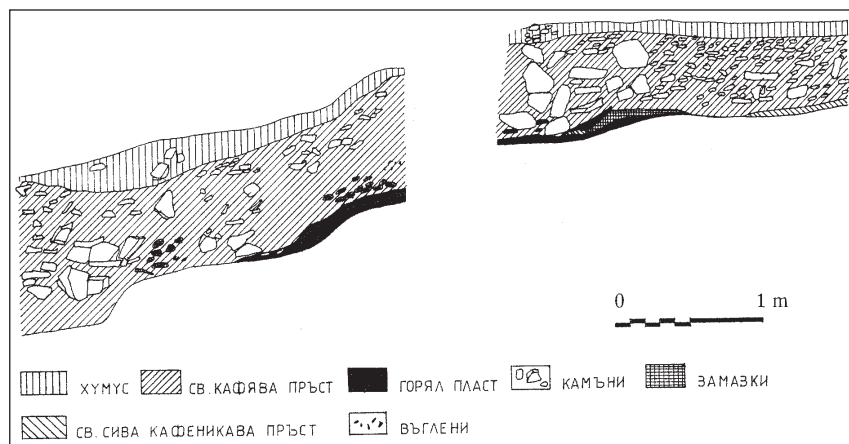 0 1 m
ХУМУС СВ. КАФЯВА ПРЪСТ ГОРЯЛ ПЛАСТ КАМЪНИ ЗАМАЗКИ
СВ. СИВА КАФЕНИКАВА ПРЪСТ ВЪГЛЕНИ